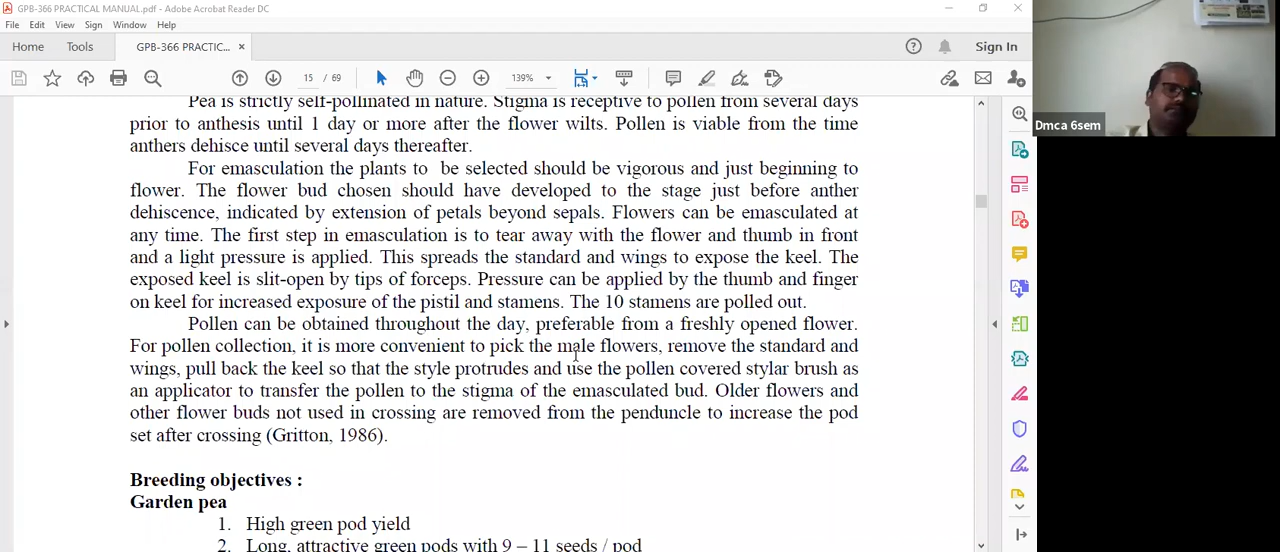 GPB-366 PRACTICAL MANUAL.pdf - Adobe Acrobat Reader DC
File Edit View Sign Window Help
Home Tools GPB-366 PRACTIC... × Sign In
15 / 69 139%
Pea is strictly self-pollinated in nature. Stigma is receptive to pollen from several days
prior to anthesis until 1 day or more after the flower wilts. Pollen is viable from the time
anthers dehisce until several days thereafter.
For emasculation the plants to be selected should be vigorous and just beginning to
flower. The flower bud chosen should have developed to the stage just before anther
dehiscence, indicated by extension of petals beyond sepals. Flowers can be emasculated at
any time. The first step in emasculation is to tear away with the flower and thumb in front
and a light pressure is applied. This spreads the standard and wings to expose the keel. The
exposed keel is slit-open by tips of forceps. Pressure can be applied by the thumb and finger
on keel for increased exposure of the pistil and stamens. The 10 stamens are polled out.
Pollen can be obtained throughout the day, preferable from a freshly opened flower.
For pollen collection, it is more convenient to pick the male flowers, remove the standard and
wings, pull back the keel so that the style protrudes and use the pollen covered stylar brush as
an applicator to transfer the pollen to the stigma of the emasculated bud. Older flowers and
other flower buds not used in crossing are removed from the penduncle to increase the pod
set after crossing (Gritton, 1986).
Breeding objectives :
Garden pea
1. High green pod yield
2. Long, attractive green pods with 9 – 11 seeds / pod
Dmca 6sem